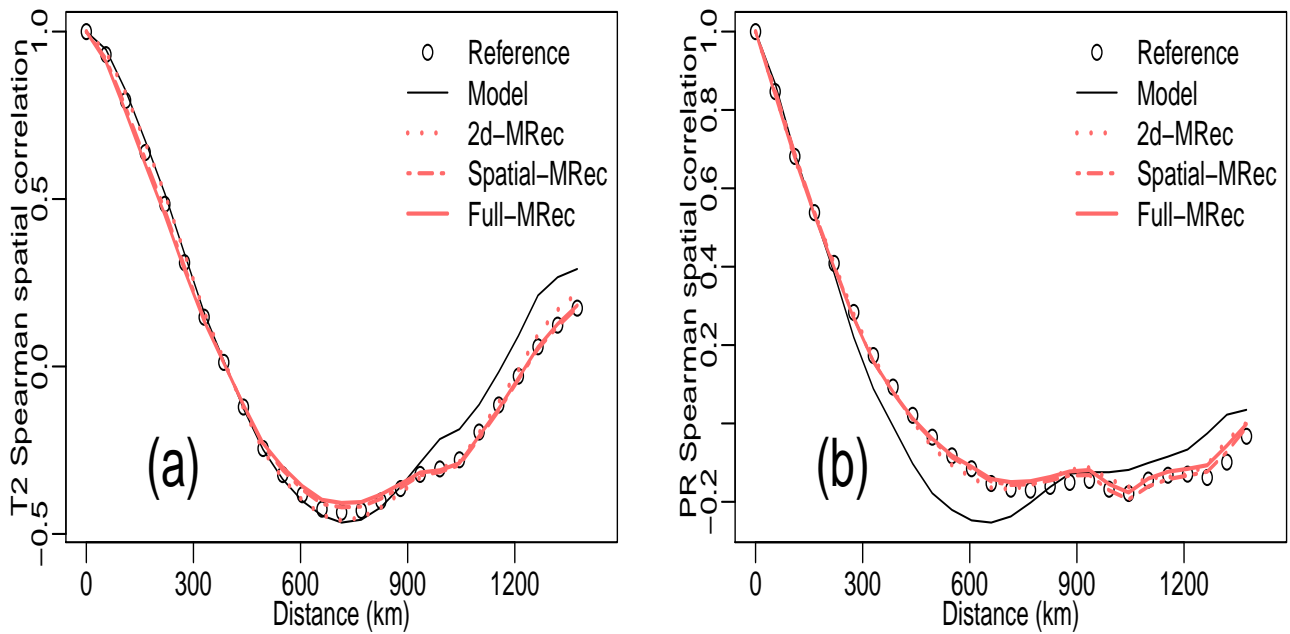 T2 Spearman spatial correlation
1.0
0.5
0.0
−0.5
Reference
Model
2d−MRec
Spatial−MRec
Full−MRec
(a)
0 300 600 900 1200
Distance (km)
PR Spearman spatial correlation
1.0
0.8
0.6
0.4
0.2
−0.2
Reference
Model
2d−MRec
Spatial−MRec
Full−MRec
(b)
0 300 600 900 1200
Distance (km)